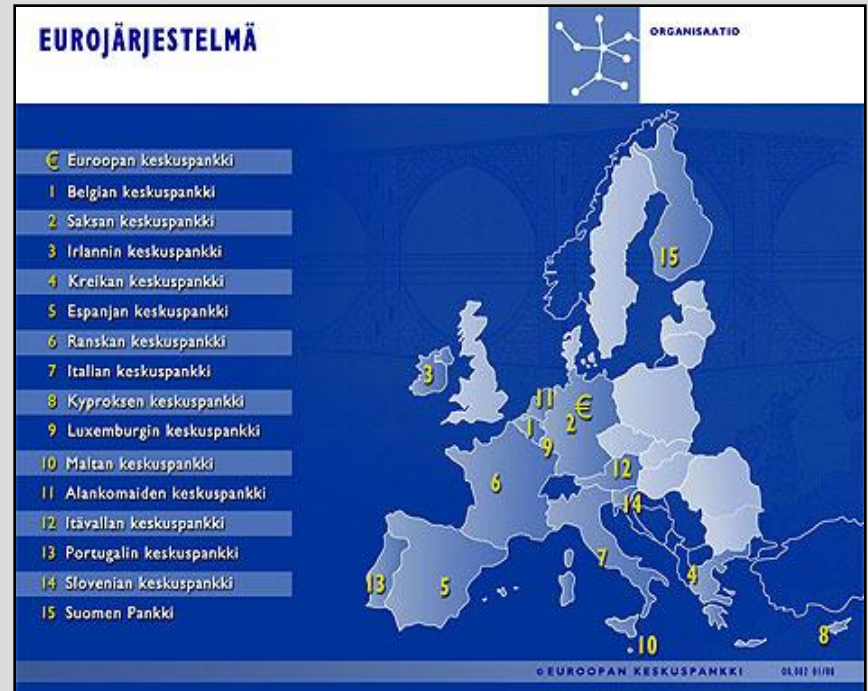 EUROJÄRJESTELMÄ
ORGANISAATIO
€ Euroopan keskuspankki
1 Belgian keskuspankki
2 Saksan keskuspankki
3 Irlannin keskuspankki
4 Kreikan keskuspankki
5 Espanjan keskuspankki
6 Ranskan keskuspankki
7 Italian keskuspankki
8 Kyproksen keskuspankki
9 Luxemburgin keskuspankki
10 Maltan keskuspankki
11 Alankomaiden keskuspankki
12 Itävallan keskuspankki
13 Portugalin keskuspankki
14 Slovenian keskuspankki
15 Suomen Pankki
15
3
11
€
1
2
9
12
6
14
7
13
5
4
10
8
© EUROOPAN KESKUSPANKKI